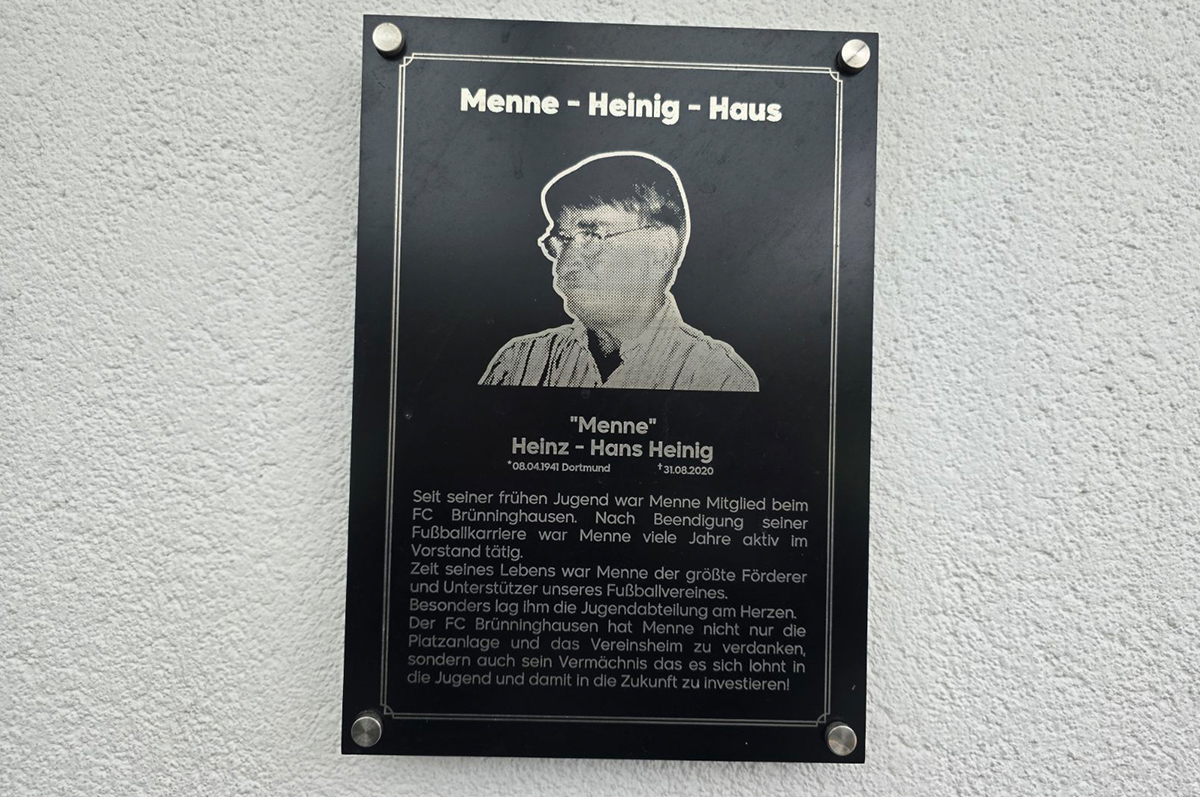 Menne - Heinig - Haus
"Menne"
Heinz - Hans Heinig
*08.04.1941 Dortmund †31.08.2020
Seit seiner frühen Jugend war Menne Mitglied beim
FC Brünninghausen. Nach Beendigung seiner
Fußballkarriere war Menne viele Jahre aktiv im
Vorstand tätig.
Zeit seines Lebens war Menne der größte Förderer
und Unterstützer unseres Fußballvereines.
Besonders lag ihm die Jugendabteilung am Herzen.
Der FC Brünninghausen hat Menne nicht nur die
Platzanlage und das Vereinsheim zu verdanken,
sondern auch sein Vermächnis das es sich lohnt in
die Jugend und damit in die Zukunft zu investieren!